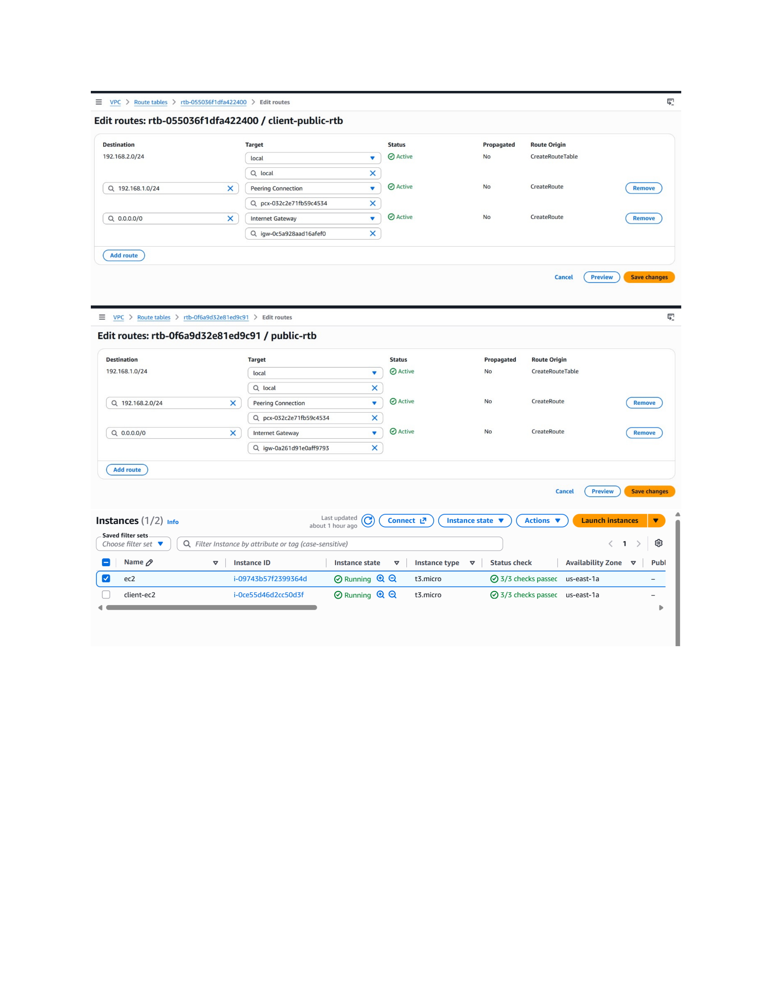 VPC > Route tables > rtb-055036f1dfa422400 > Edit routes
Edit routes: rtb-055036f1dfa422400 / client-public-rtb
Destination Target Status Propagated Route Origin
192.168.2.0/24 local Active No CreateRouteTable
local
192.168.1.0/24 Peering Connection Active No CreateRoute Remove
pcx-032c2e71fb59c4534
0.0.0.0/0 Internet Gateway Active No CreateRoute Remove
igw-0c5a928aad16afef0
Add route
Cancel Preview Save changes
VPC > Route tables > rtb-0f6a9d32e81ed9c91 > Edit routes
Edit routes: rtb-0f6a9d32e81ed9c91 / public-rtb
Destination Target Status Propagated Route Origin
192.168.1.0/24 local Active No CreateRouteTable
local
192.168.2.0/24 Peering Connection Active No CreateRoute Remove
pcx-032c2e71fb59c4534
0.0.0.0/0 Internet Gateway Active No CreateRoute Remove
igw-0a261d91e0aff9793
Add route
Cancel Preview Save changes
Instances (1/2) Info Last updated about 1 hour ago Connect Instance state Actions Launch instances
Saved filter sets
Choose filter set Filter Instance by attribute or tag (case-sensitive) 1
Name Instance ID Instance state Instance type Status check Availability Zone Publ
ec2 i-09743b57f2399364d Running t3.micro 3/3 checks passec us-east-1a –
client-ec2 i-0ce55d46d2cc50d3f Running t3.micro 3/3 checks passec us-east-1a –